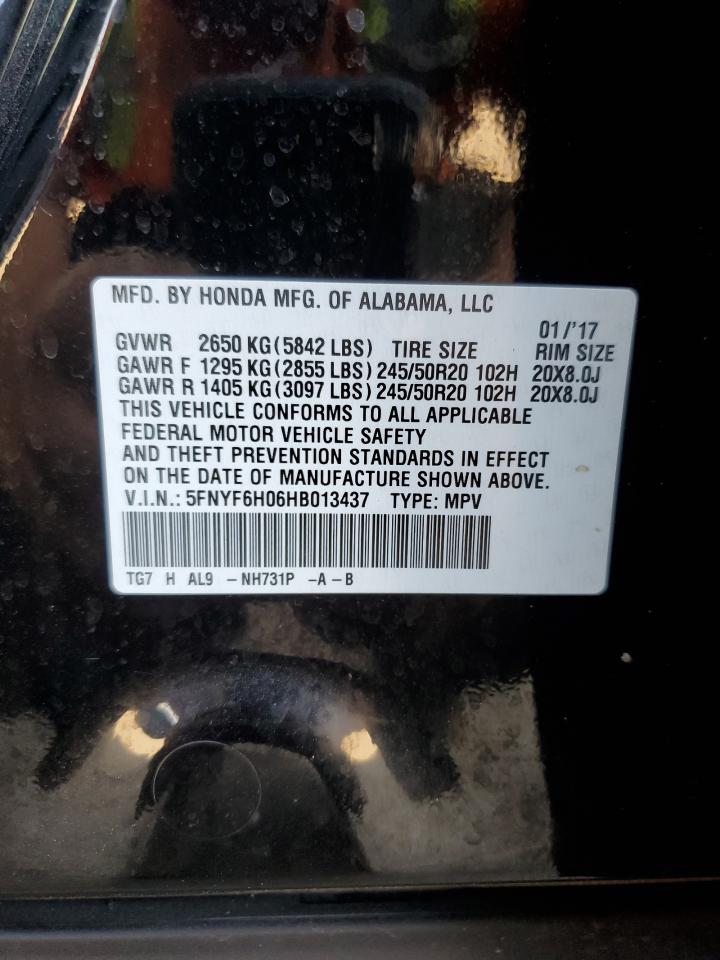 MFD. BY HONDA MFG. OF ALABAMA, LLC
01/'17
GVWR 2650 KG (5842 LBS) TIRE SIZE RIM SIZE
GAWR F 1295 KG (2855 LBS) 245/50R20 102H 20X8.0J
GAWR R 1405 KG (3097 LBS) 245/50R20 102H 20X8.0J
THIS VEHICLE CONFORMS TO ALL APPLICABLE
FEDERAL MOTOR VEHICLE SAFETY
AND THEFT PREVENTION STANDARDS IN EFFECT
ON THE DATE OF MANUFACTURE SHOWN ABOVE.
V.I.N.: 5FNYF6H06HB013437 TYPE: MPV
TG7 H AL9 -NH731P -A-B